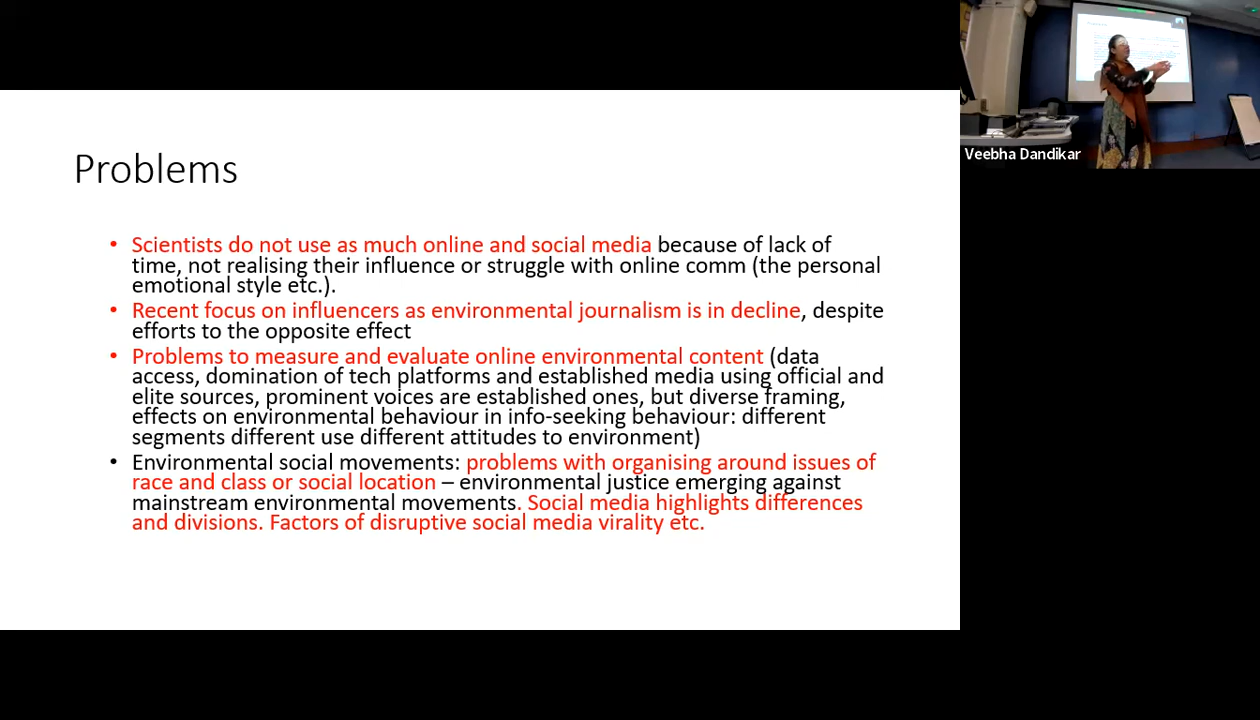 Problems
• Scientists do not use as much online and social media because of lack of
time, not realising their influence or struggle with online comm (the personal
emotional style etc.).
• Recent focus on influencers as environmental journalism is in decline, despite
efforts to the opposite effect
• Problems to measure and evaluate online environmental content (data
access, domination of tech platforms and established media using official and
elite sources, prominent voices are established ones, but diverse framing,
effects on environmental behaviour in info-seeking behaviour: different
segments different use different attitudes to environment)
• Environmental social movements: problems with organising around issues of
race and class or social location – environmental justice emerging against
mainstream environmental movements. Social media highlights differences
and divisions. Factors of disruptive social media virality etc.
Veebha Dandikar